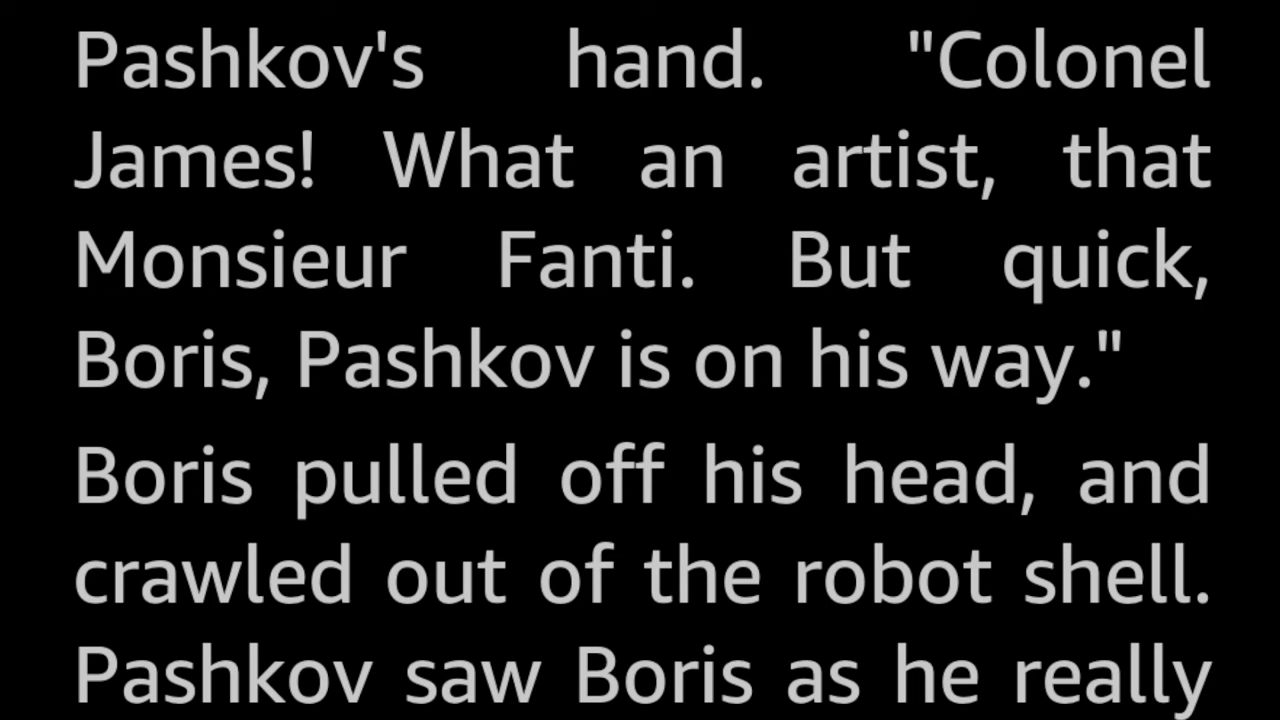 Pashkov's hand. "Colonel
James! What an artist, that
Monsieur Fanti. But quick,
Boris, Pashkov is on his way."
Boris pulled off his head, and
crawled out of the robot shell.
Pashkov saw Boris as he really